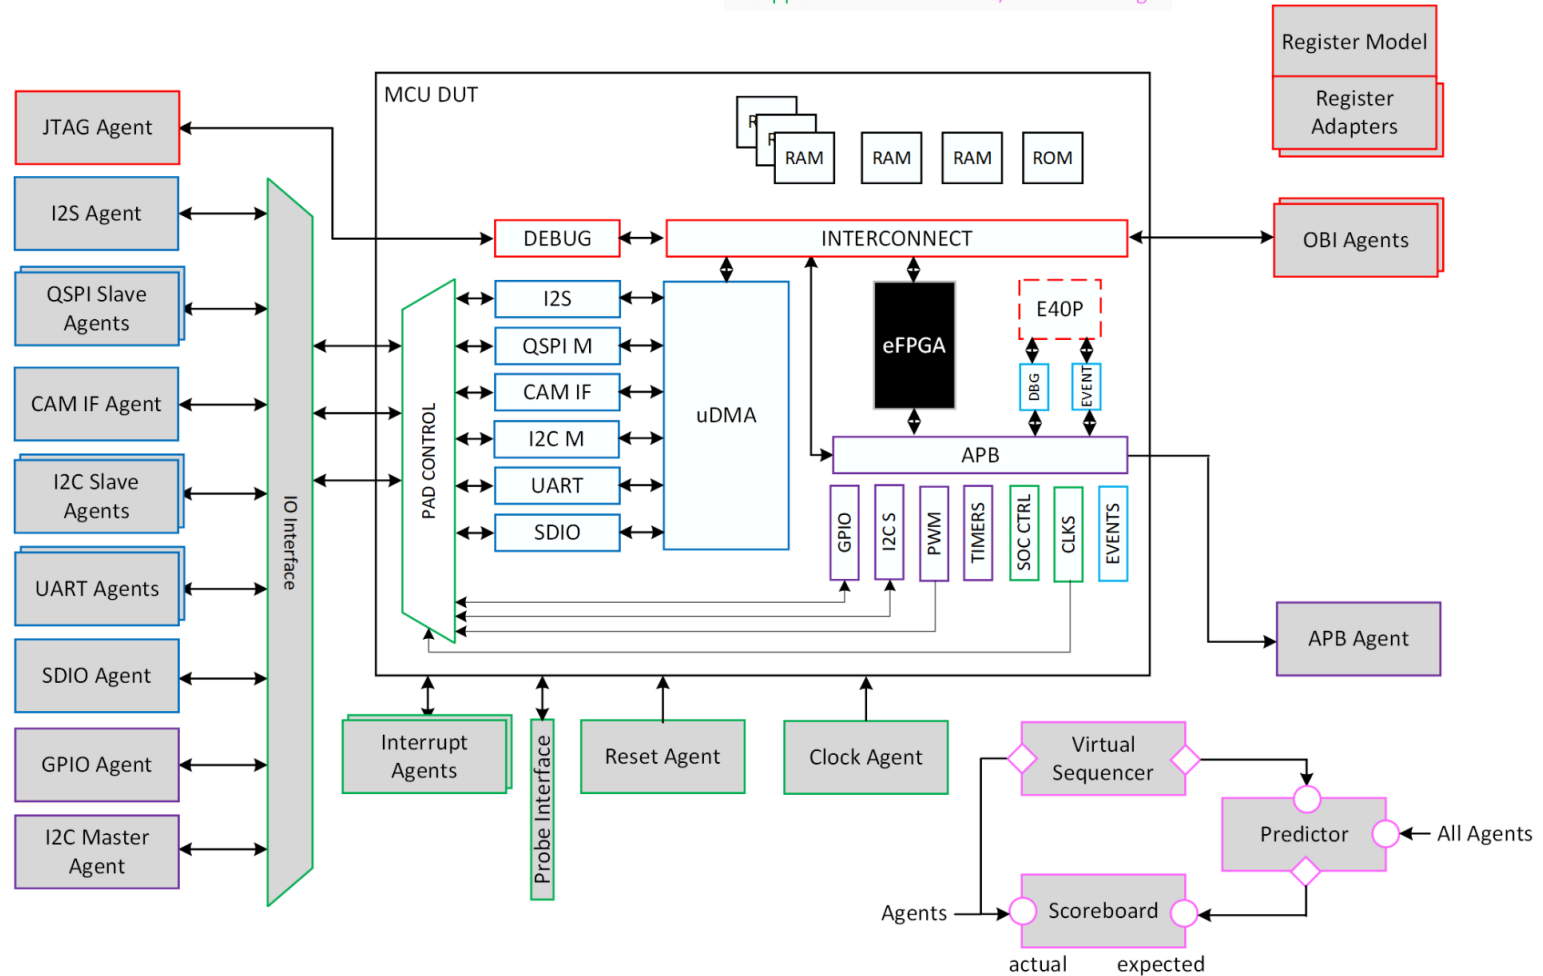 Register Model
Register
Adapters
MCU DUT
JTAG Agent
I2S Agent
QSPI Slave
Agents
CAM IF Agent
I2C Slave
Agents
UART Agents
SDIO Agent
GPIO Agent
I2C Master
Agent
IO Interface
PAD CONTROL
R
R
RAM
RAM
RAM
ROM
DEBUG
INTERCONNECT
OBI Agents
I2S
QSPI M
CAM IF
I2C M
UART
SDIO
uDMA
eFPGA
E40P
DBG
EVENT
APB
GPIO
I2C S
PWM
TIMERS
SOC CTRL
CLKS
EVENTS
APB Agent
Interrupt
Agents
Probe Interface
Reset Agent
Clock Agent
Virtual
Sequencer
Predictor
All Agents
Agents
Scoreboard
actual
expected